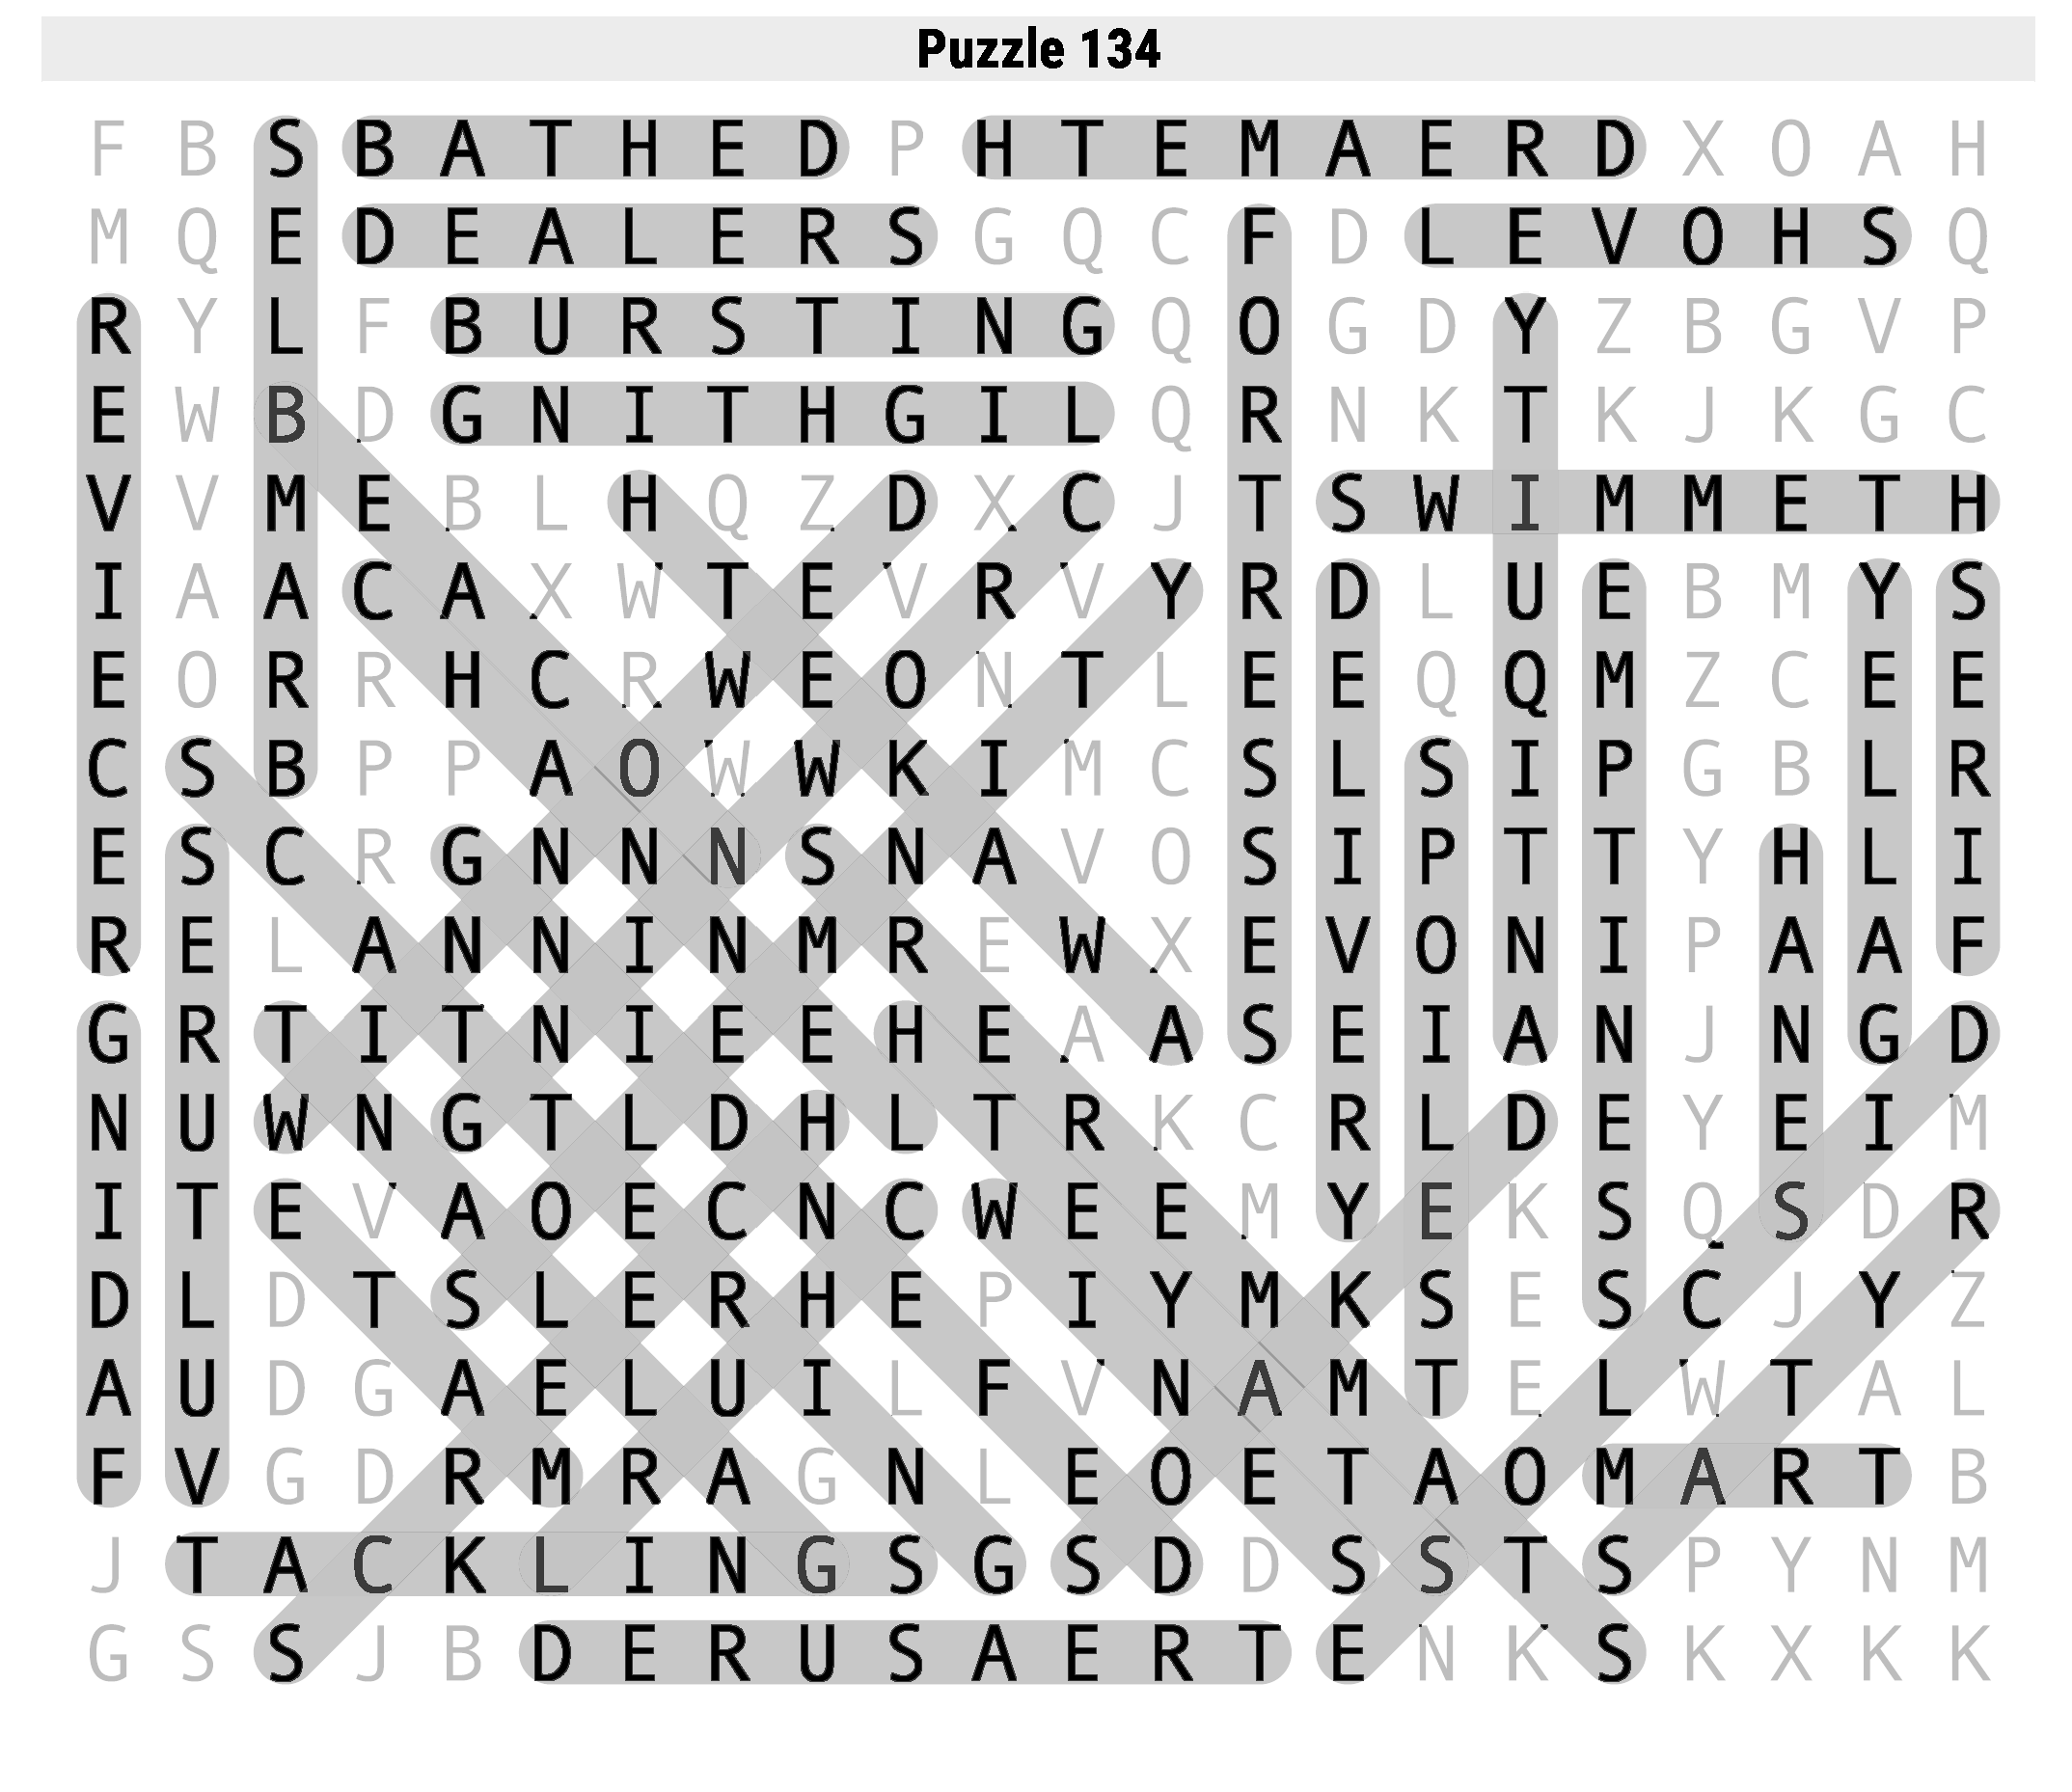 Puzzle 134
F B S B A T H E D P H T E M A E R D X O A H
M Q E D E A L E R S G Q C F D L E V O H S Q
R Y L F B U R S T I N G Q O G D Y Z B G V P
E W B D G N I T H G I L Q R N K T K J K G C
V V M E B L H Q Z D X C J T S W I M M E T H
I A A C A X W T E V R V Y R D L U E B M Y S
E O R R H C R W E O N T L E E Q Q M Z C E E
C S B P P A O W W K I M C S L S I P G B L R
E S C R G N N N S N A V O S I P T T Y H L I
R E L A N N I N M R E W X E V O N I P A A F
G R T I T N I E E H E A A S E I A N J N G D
N U W N G T L D H L T R K C R L D E Y E I M
I T E V A O E C N C W E E M Y E K S Q S D R
D L D T S L E R H E P I Y M K S E S C J Y Z
A U D G A E L U I L F V N A M T E L W T A L
F V G D R M R A G N L E O E T A O M A R T B
J T A C K L I N G S G S D D S S T S P Y N M
G S S J B D E R U S A E R T E N K S K X K K